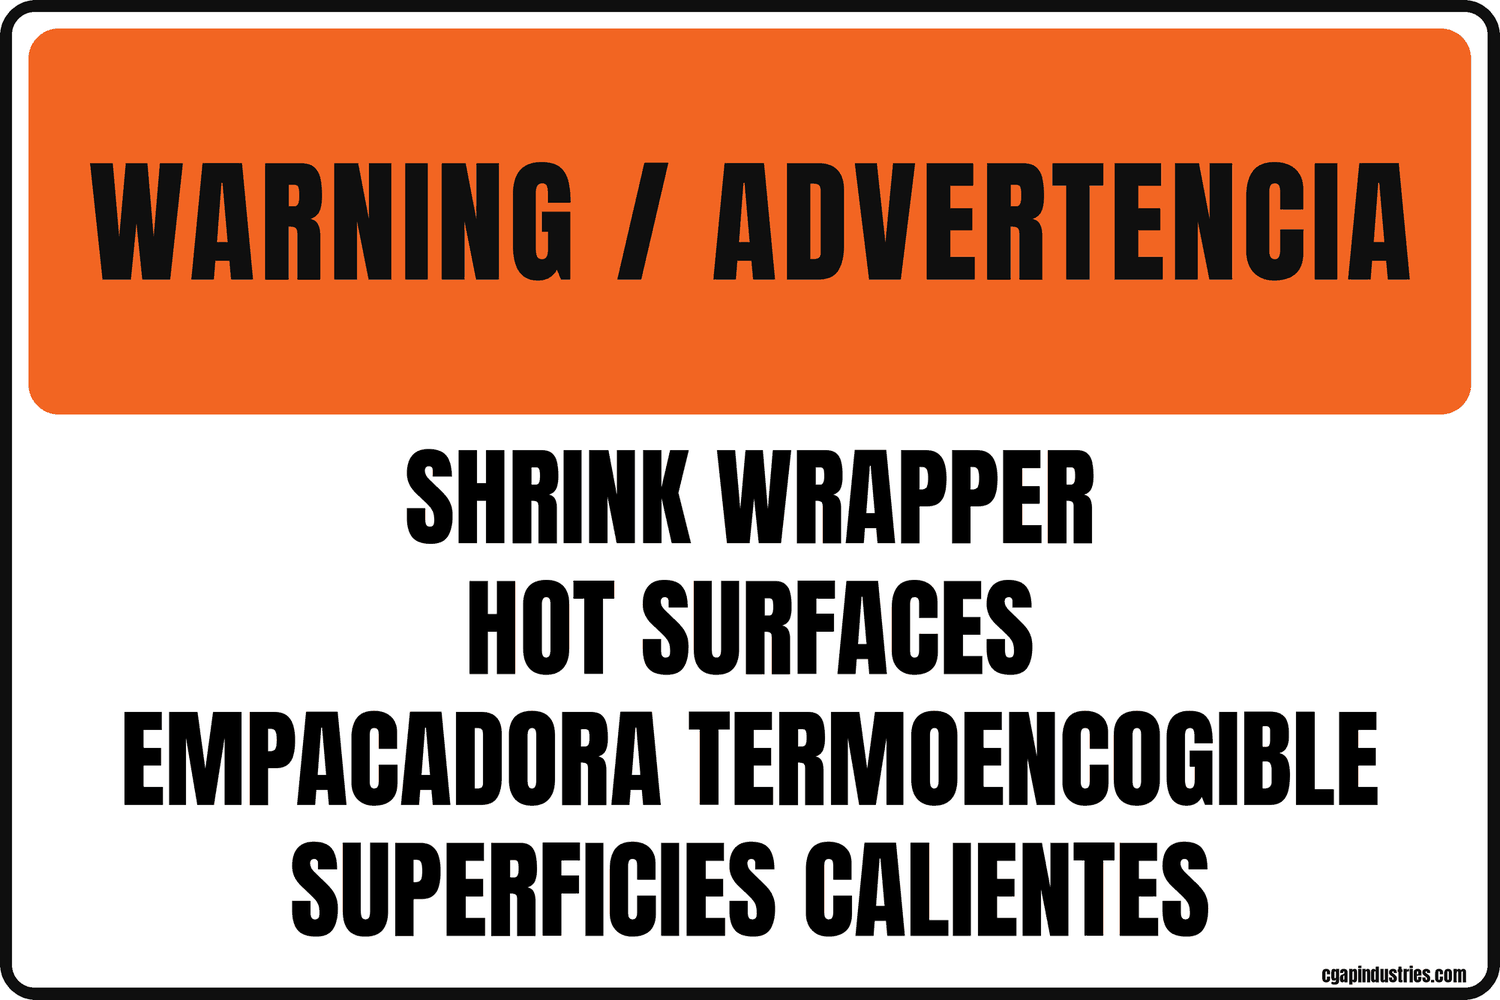 WARNING / ADVERTENCIA
SHRINK WRAPPER
HOT SURFACES
EMPACADORA TERMOENCOGIBLE
SUPERFICIES CALIENTES
cgapindustries.com